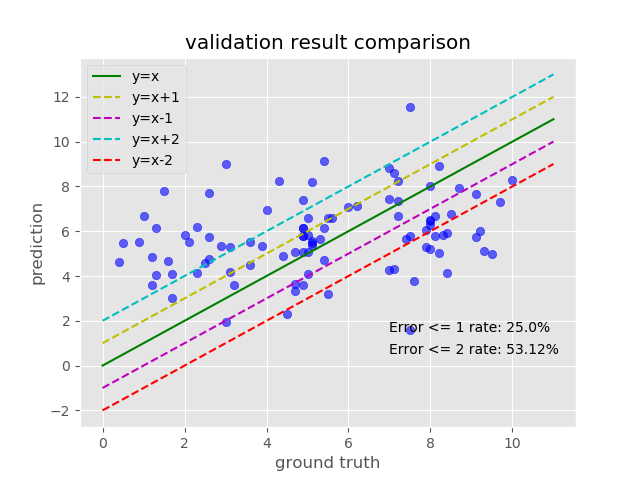 validation result comparison
y=x
y=x+1
y=x-1
y=x+2
y=x-2
12
10
8
6
4
2
0
−2
prediction
Error <= 1 rate: 25.0%
Error <= 2 rate: 53.12%
0 2 4 6 8 10
ground truth